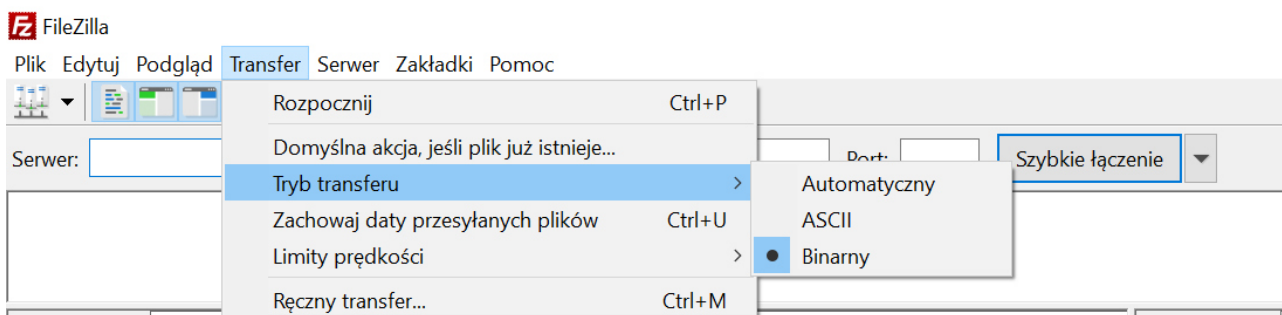 FileZilla
Plik Edytuj Podgląd Transfer Serwer Zakładki Pomoc
Rozpocznij Ctrl+P
Domyślna akcja, jeśli plik już istnieje...
Serwer: Port: Szybkie łączenie
Tryb transferu
Automatyczny
Zachowaj daty przesyłanych plików Ctrl+U
ASCII
Limity prędkości
Binarny
Ręczny transfer... Ctrl+M